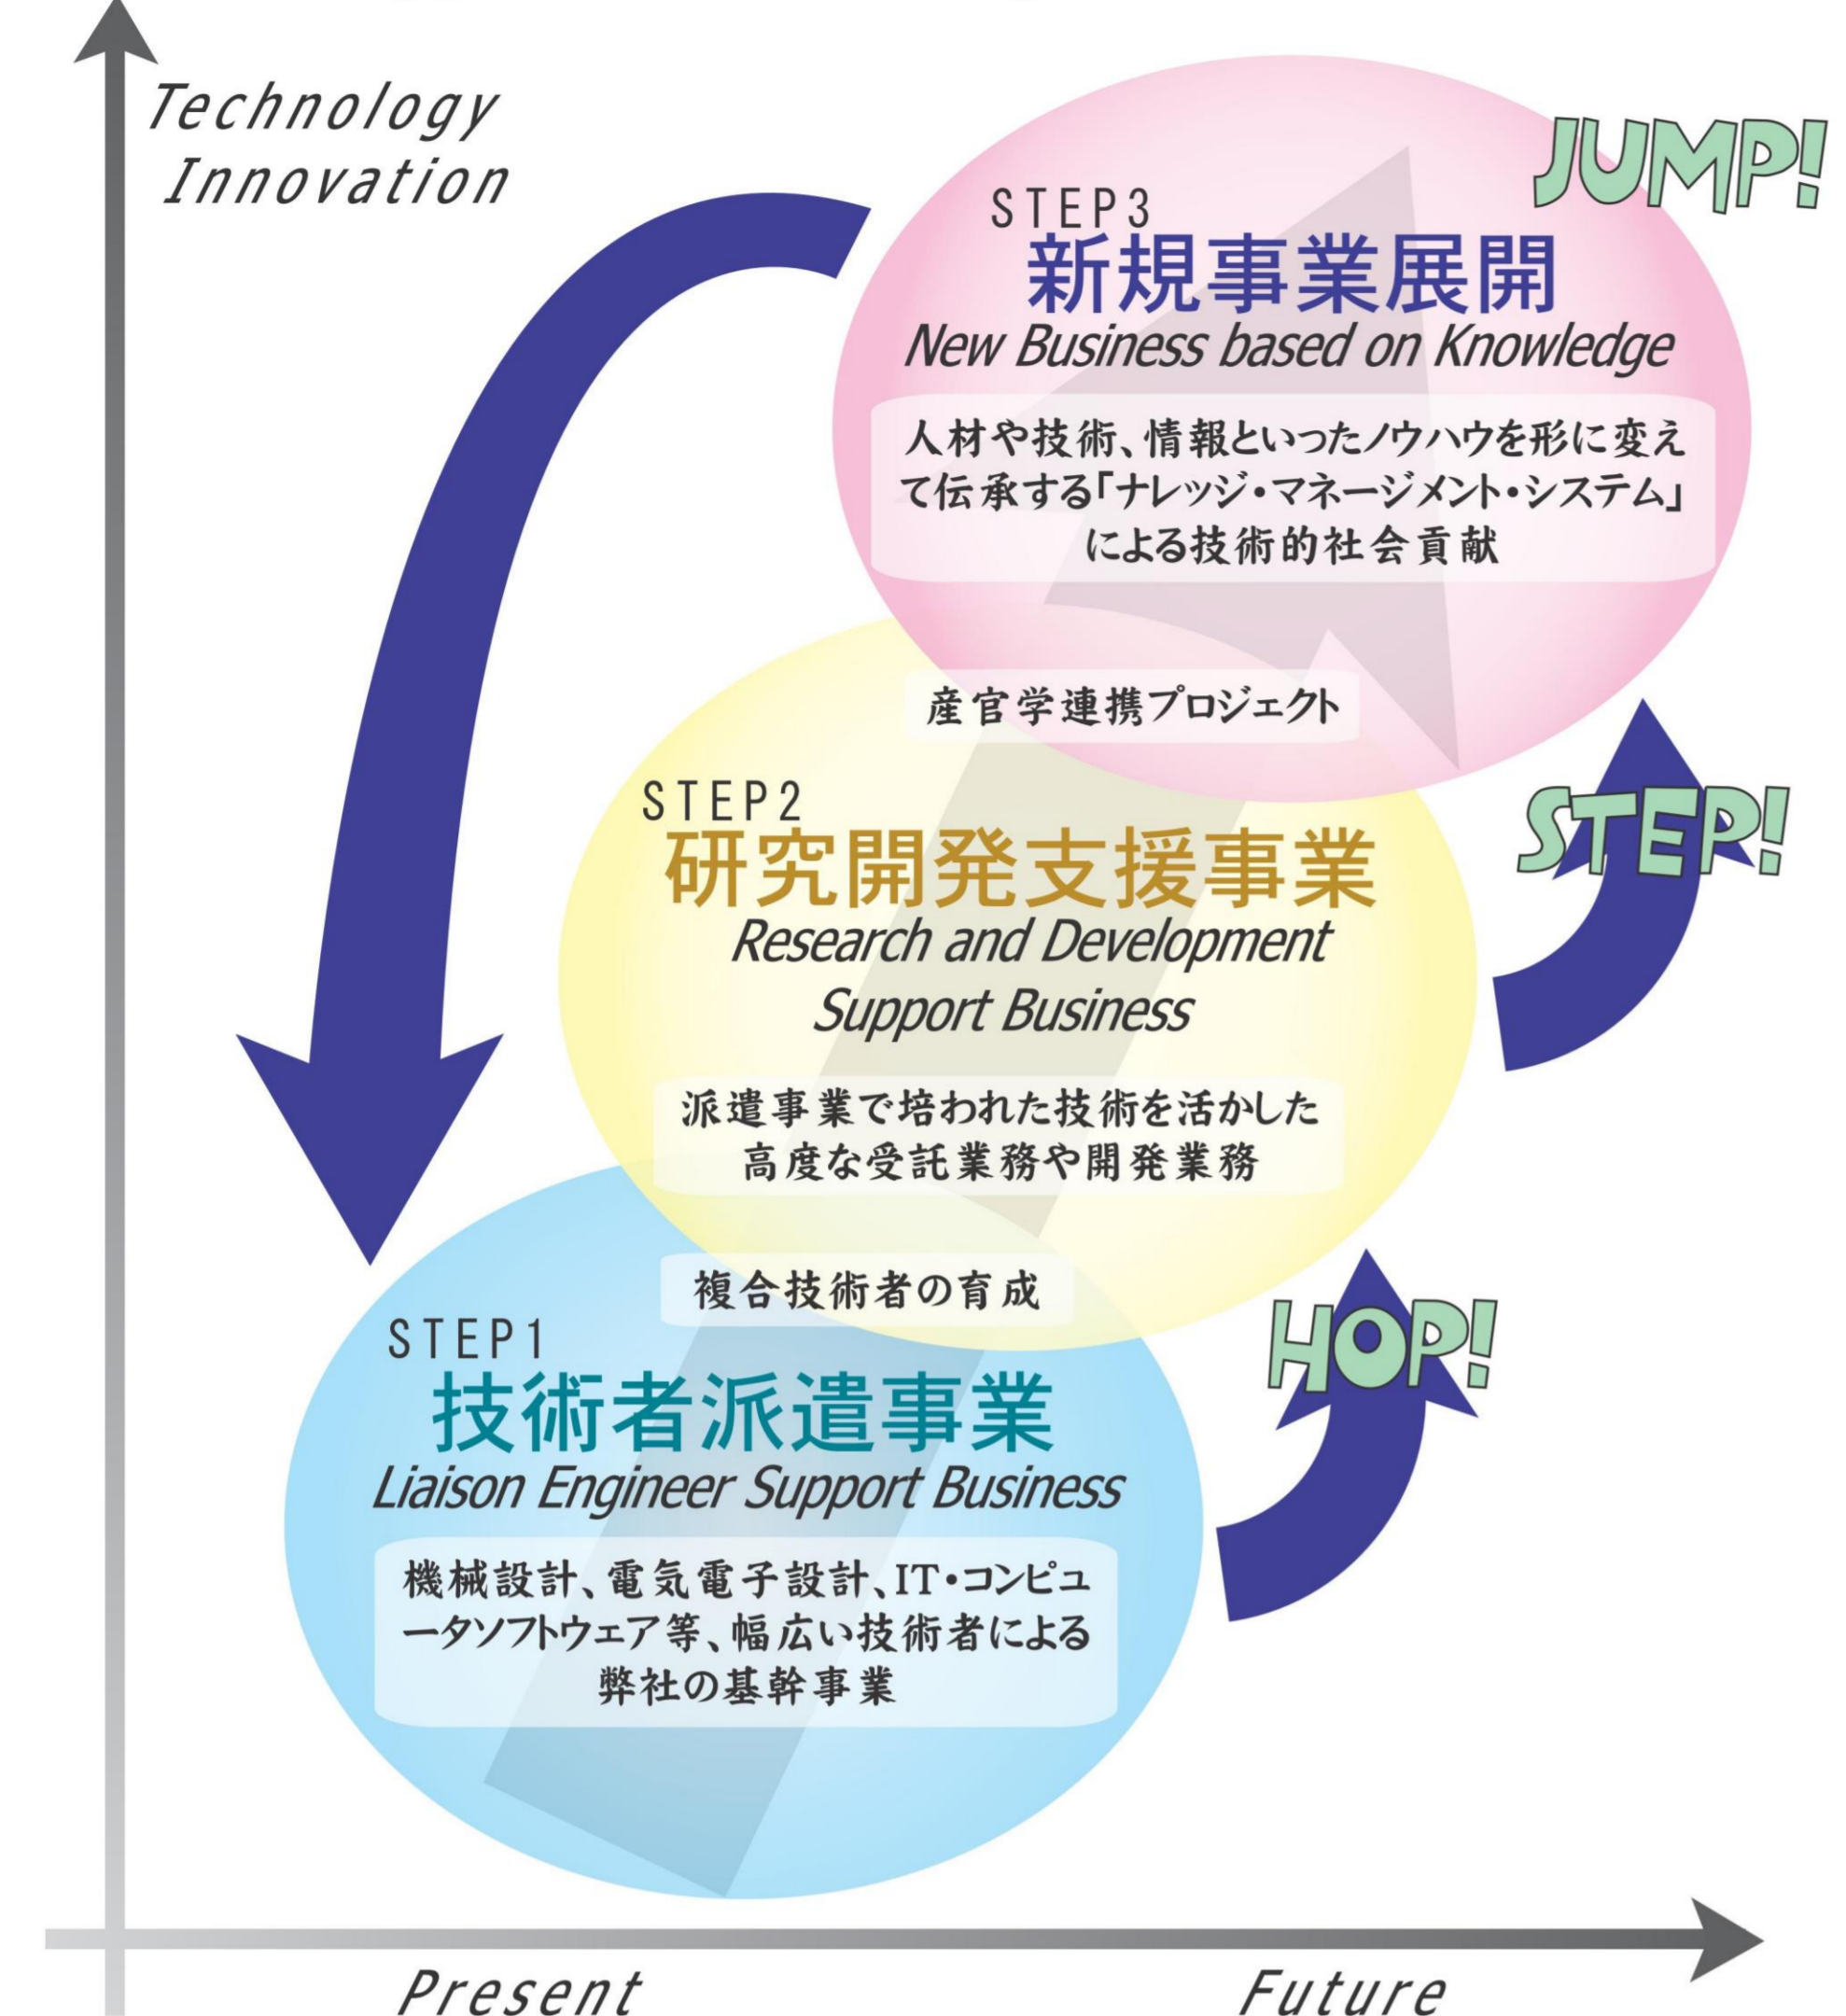 Technology
Innovation
JUMP!
STEP3
新規事業展開
New Business based on Knowledge
人材や技術、情報といったノウハウを形に変え
て伝承する「ナレッジ・マネージメント・システム」
による技術的社会貢献
産官学連携プロジェクト
STEP!
STEP2
研究開発支援事業
Research and Development
Support Business
派遣事業で培われた技術を活かした
高度な受託業務や開発業務
複合技術者の育成
HOP!
STEP1
技術者派遣事業
Liaison Engineer Support Business
機械設計、電気電子設計、IT・コンピュ
ータソフトウェア等、幅広い技術者による
弊社の基幹事業
Present
Future